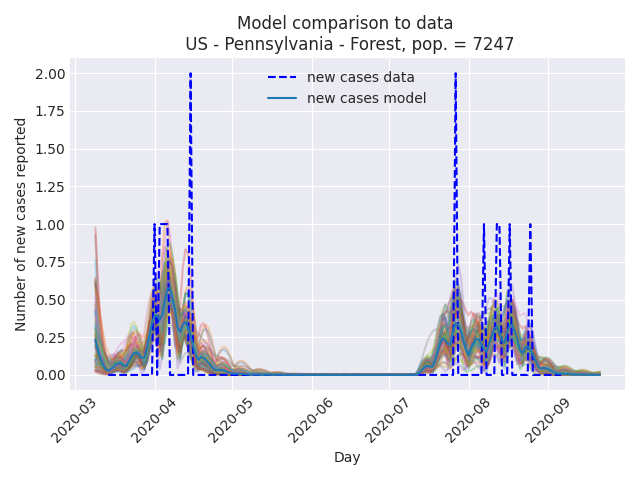 Model comparison to data
US - Pennsylvania - Forest, pop. = 7247
new cases data
new cases model
Number of new cases reported
2.00
1.75
1.50
1.25
1.00
0.75
0.50
0.25
0.00
2020-03
2020-04
2020-05
2020-06
2020-07
2020-08
2020-09
Day